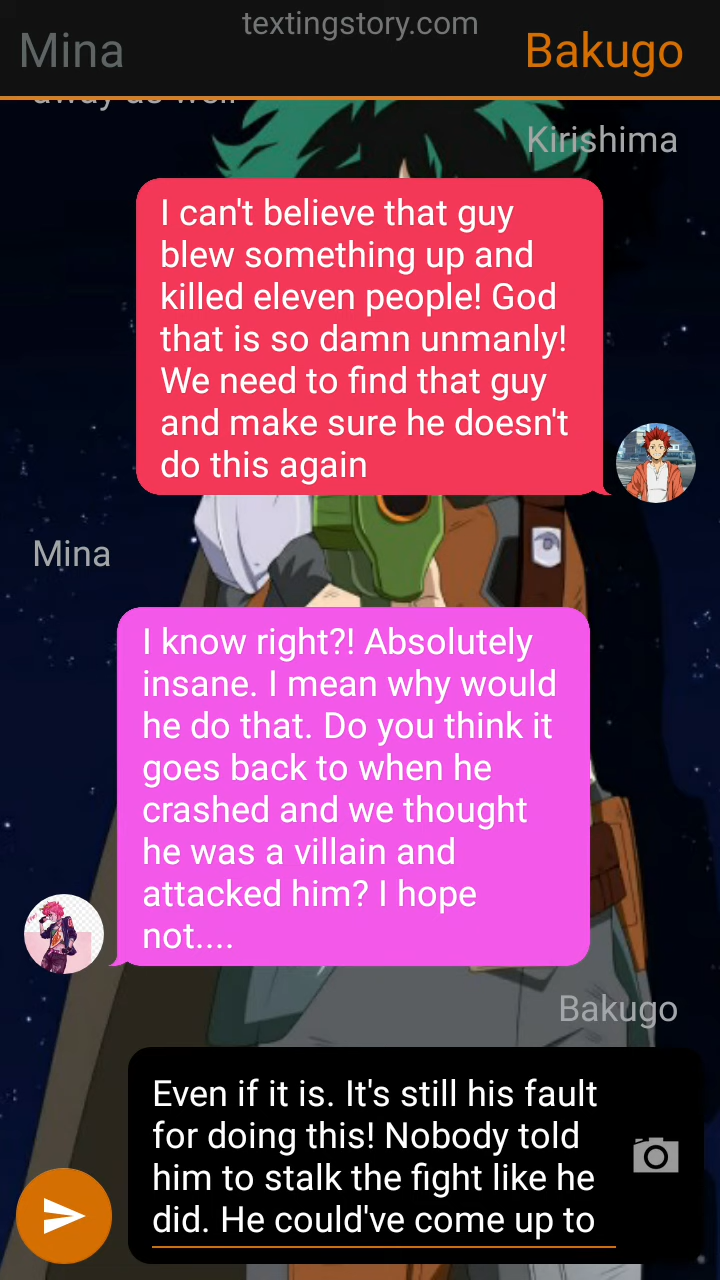 textingstory.com
Mina
Bakugo
away as well
Kirishima
I can't believe that guy
blew something up and
killed eleven people! God
that is so damn unmanly!
We need to find that guy
and make sure he doesn't
do this again
Mina
I know right?! Absolutely
insane. I mean why would
he do that. Do you think it
goes back to when he
crashed and we thought
he was a villain and
attacked him? I hope
not....
Bakugo
Even if it is. It's still his fault
for doing this! Nobody told
him to stalk the fight like he
did. He could've come up to